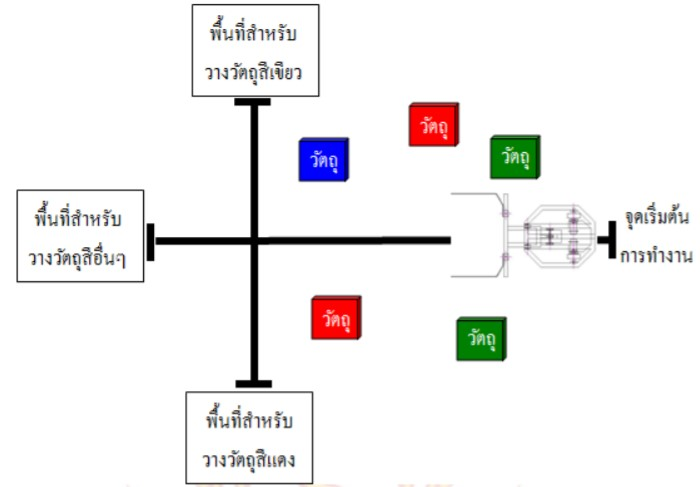 พื้นที่สำหรับ
วางวัตถุสีเขียว
วัตถุ
วัตถุ
วัตถุ
พื้นที่สำหรับ
วางวัตถุสีอื่นๆ
จุดเริ่มต้น
การทำงาน
วัตถุ
วัตถุ
พื้นที่สำหรับ
วางวัตถุสีแดง